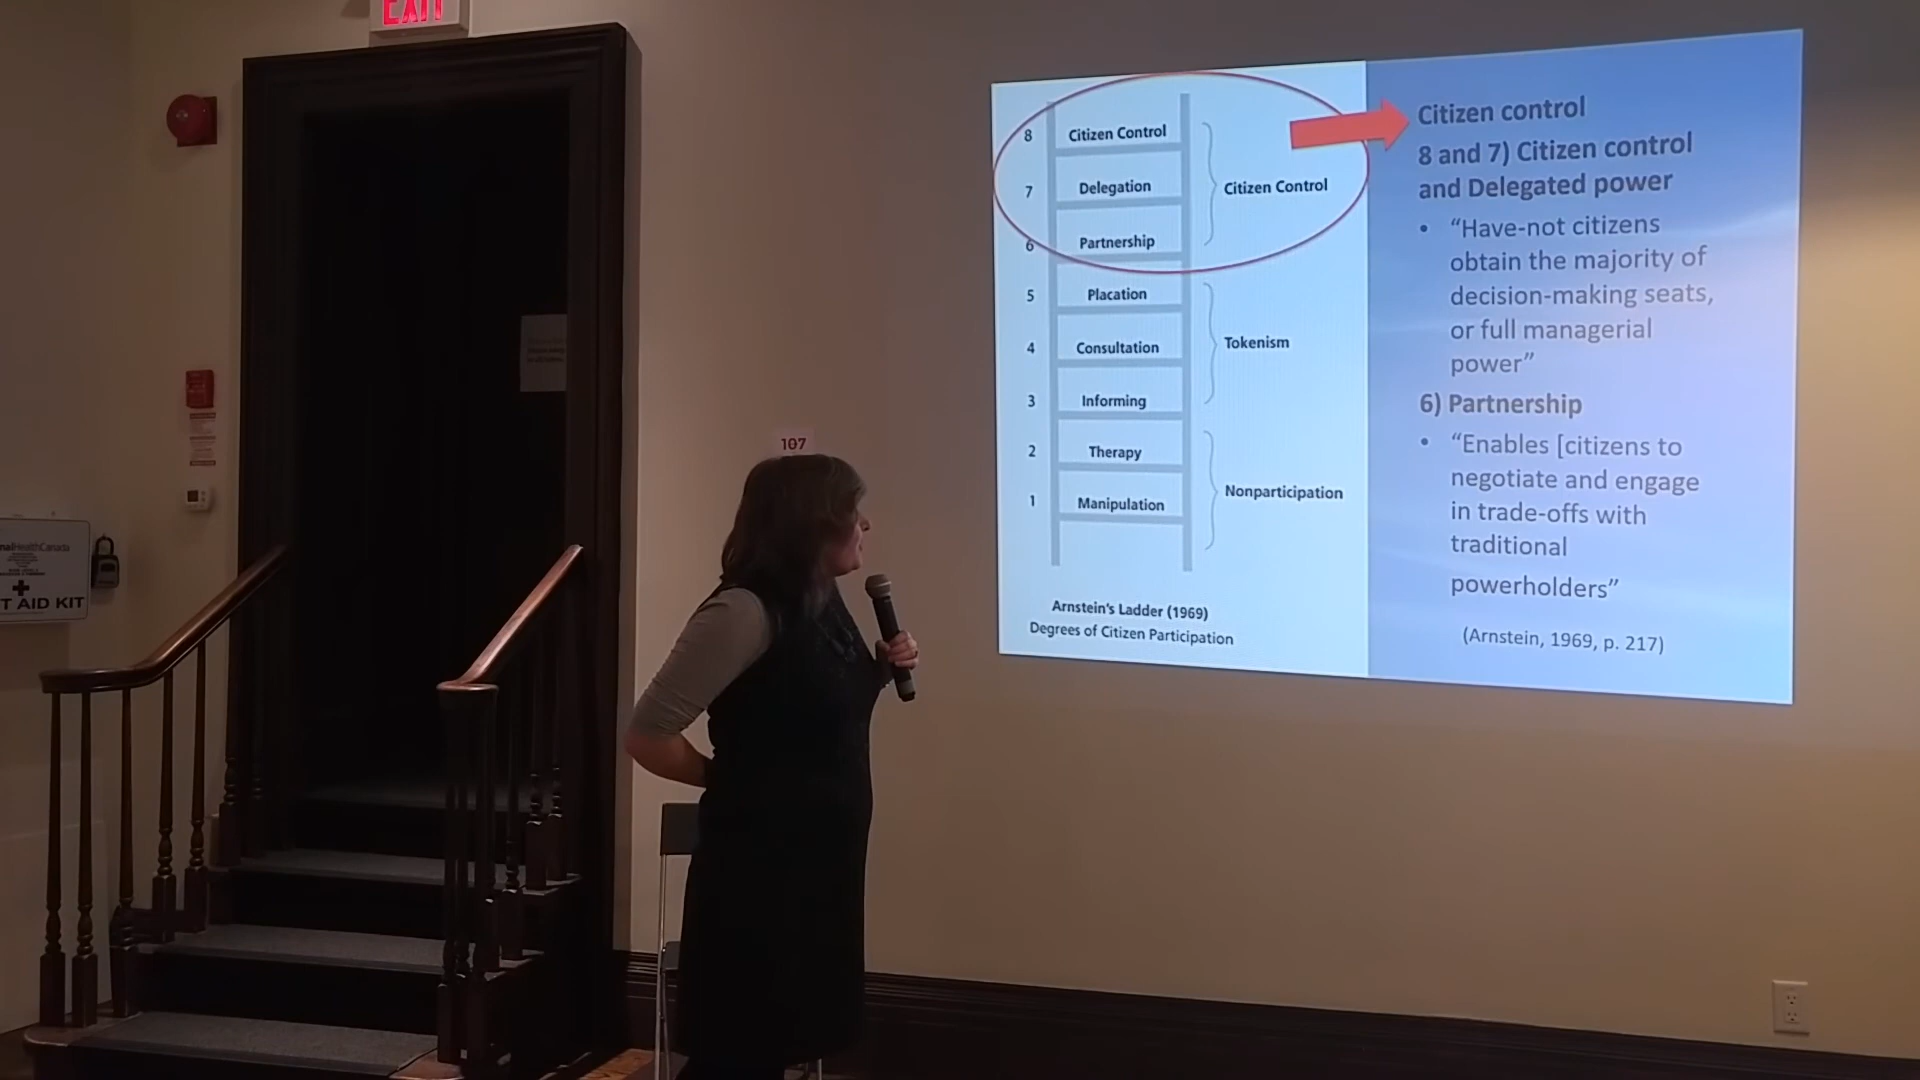 EXIT
107
nalHealthCanada
T AID KIT
8 Citizen Control
7 Delegation
Citizen Control
6 Partnership
5 Placation
4 Consultation
Tokenism
3 Informing
2 Therapy
Nonparticipation
1 Manipulation
Arnstein's Ladder (1969)
Degrees of Citizen Participation
Citizen control
8 and 7) Citizen control
and Delegated power
• “Have-not citizens
obtain the majority of
decision-making seats,
or full managerial
power”
6) Partnership
• “Enables [citizens to
negotiate and engage
in trade-offs with
traditional
powerholders”
(Arnstein, 1969, p. 217)